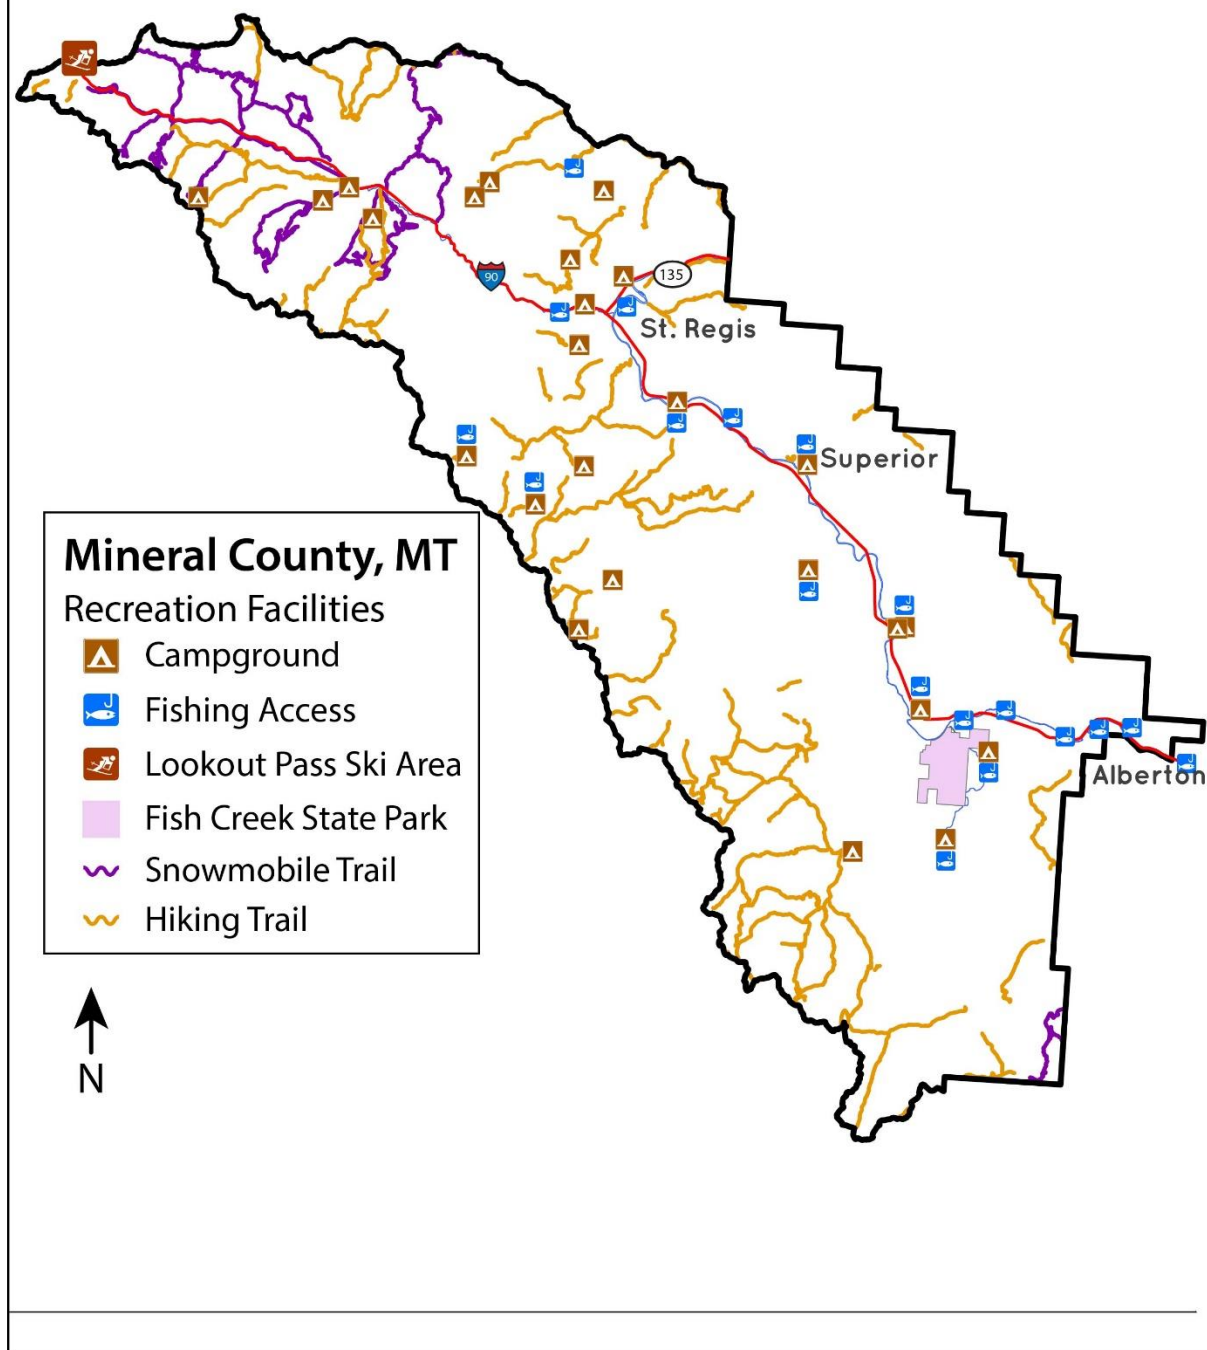 90
135
St. Regis
Superior
Alberton
Mineral County, MT
Recreation Facilities
Campground
Fishing Access
Lookout Pass Ski Area
Fish Creek State Park
Snowmobile Trail
Hiking Trail
N